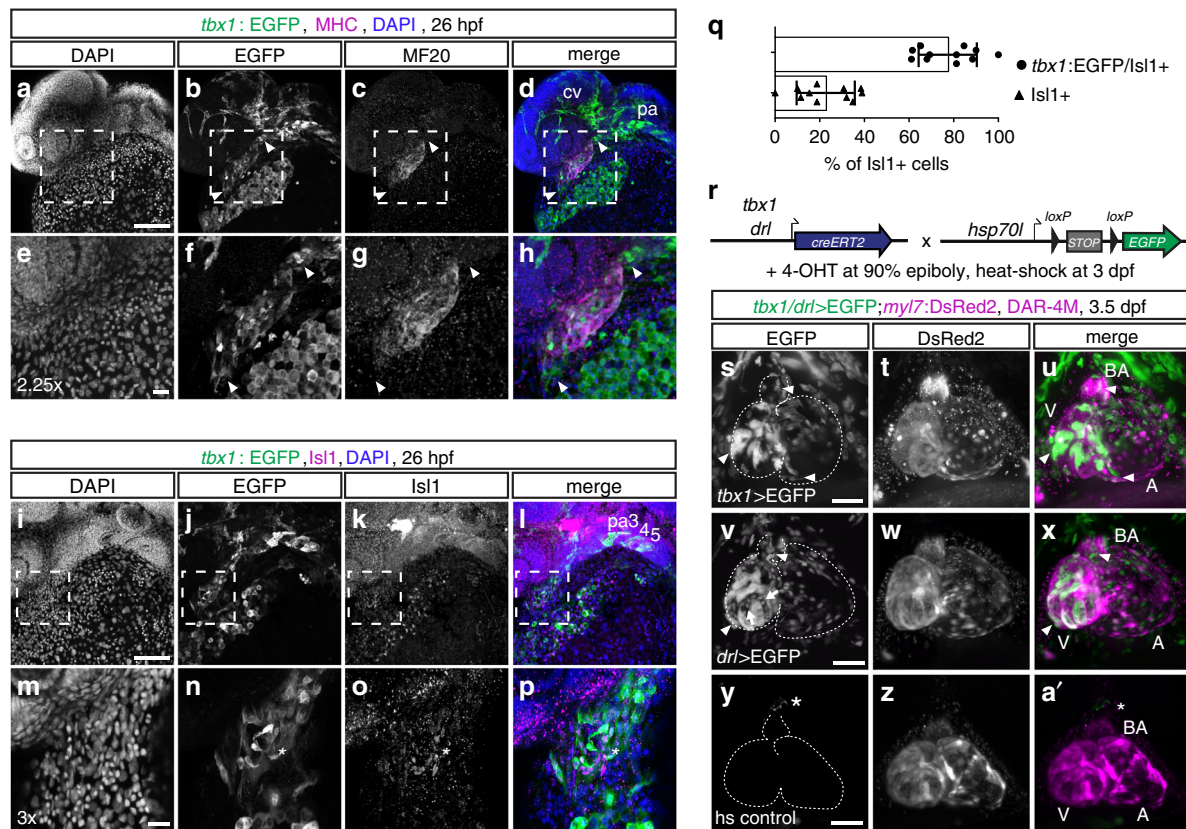 tbx1: EGFP, MHC, DAPI, 26 hpf
DAPI EGFP MF20 merge
a b c d cv pa
e f g h
2.25x
tbx1: EGFP, Isl1, DAPI, 26 hpf
DAPI EGFP Isl1 merge
i j k l pa3 4 5
m n o p
* * *
3x
q
0 20 40 60 80 100
% of Isl1+ cells
tbx1:EGFP/Isl1+
Isl1+
r
tbx1
drl
creERT2
x
hsp70l
loxP
STOP
loxP
EGFP
+ 4-OHT at 90% epiboly, heat-shock at 3 dpf
tbx1/drl>EGFP;myl7:DsRed2, DAR-4M, 3.5 dpf
EGFP DsRed2 merge
s t u BA
V
A
tbx1>EGFP
v w x BA
V A
drl>EGFP
y * z a′ *
BA
V A
hs control